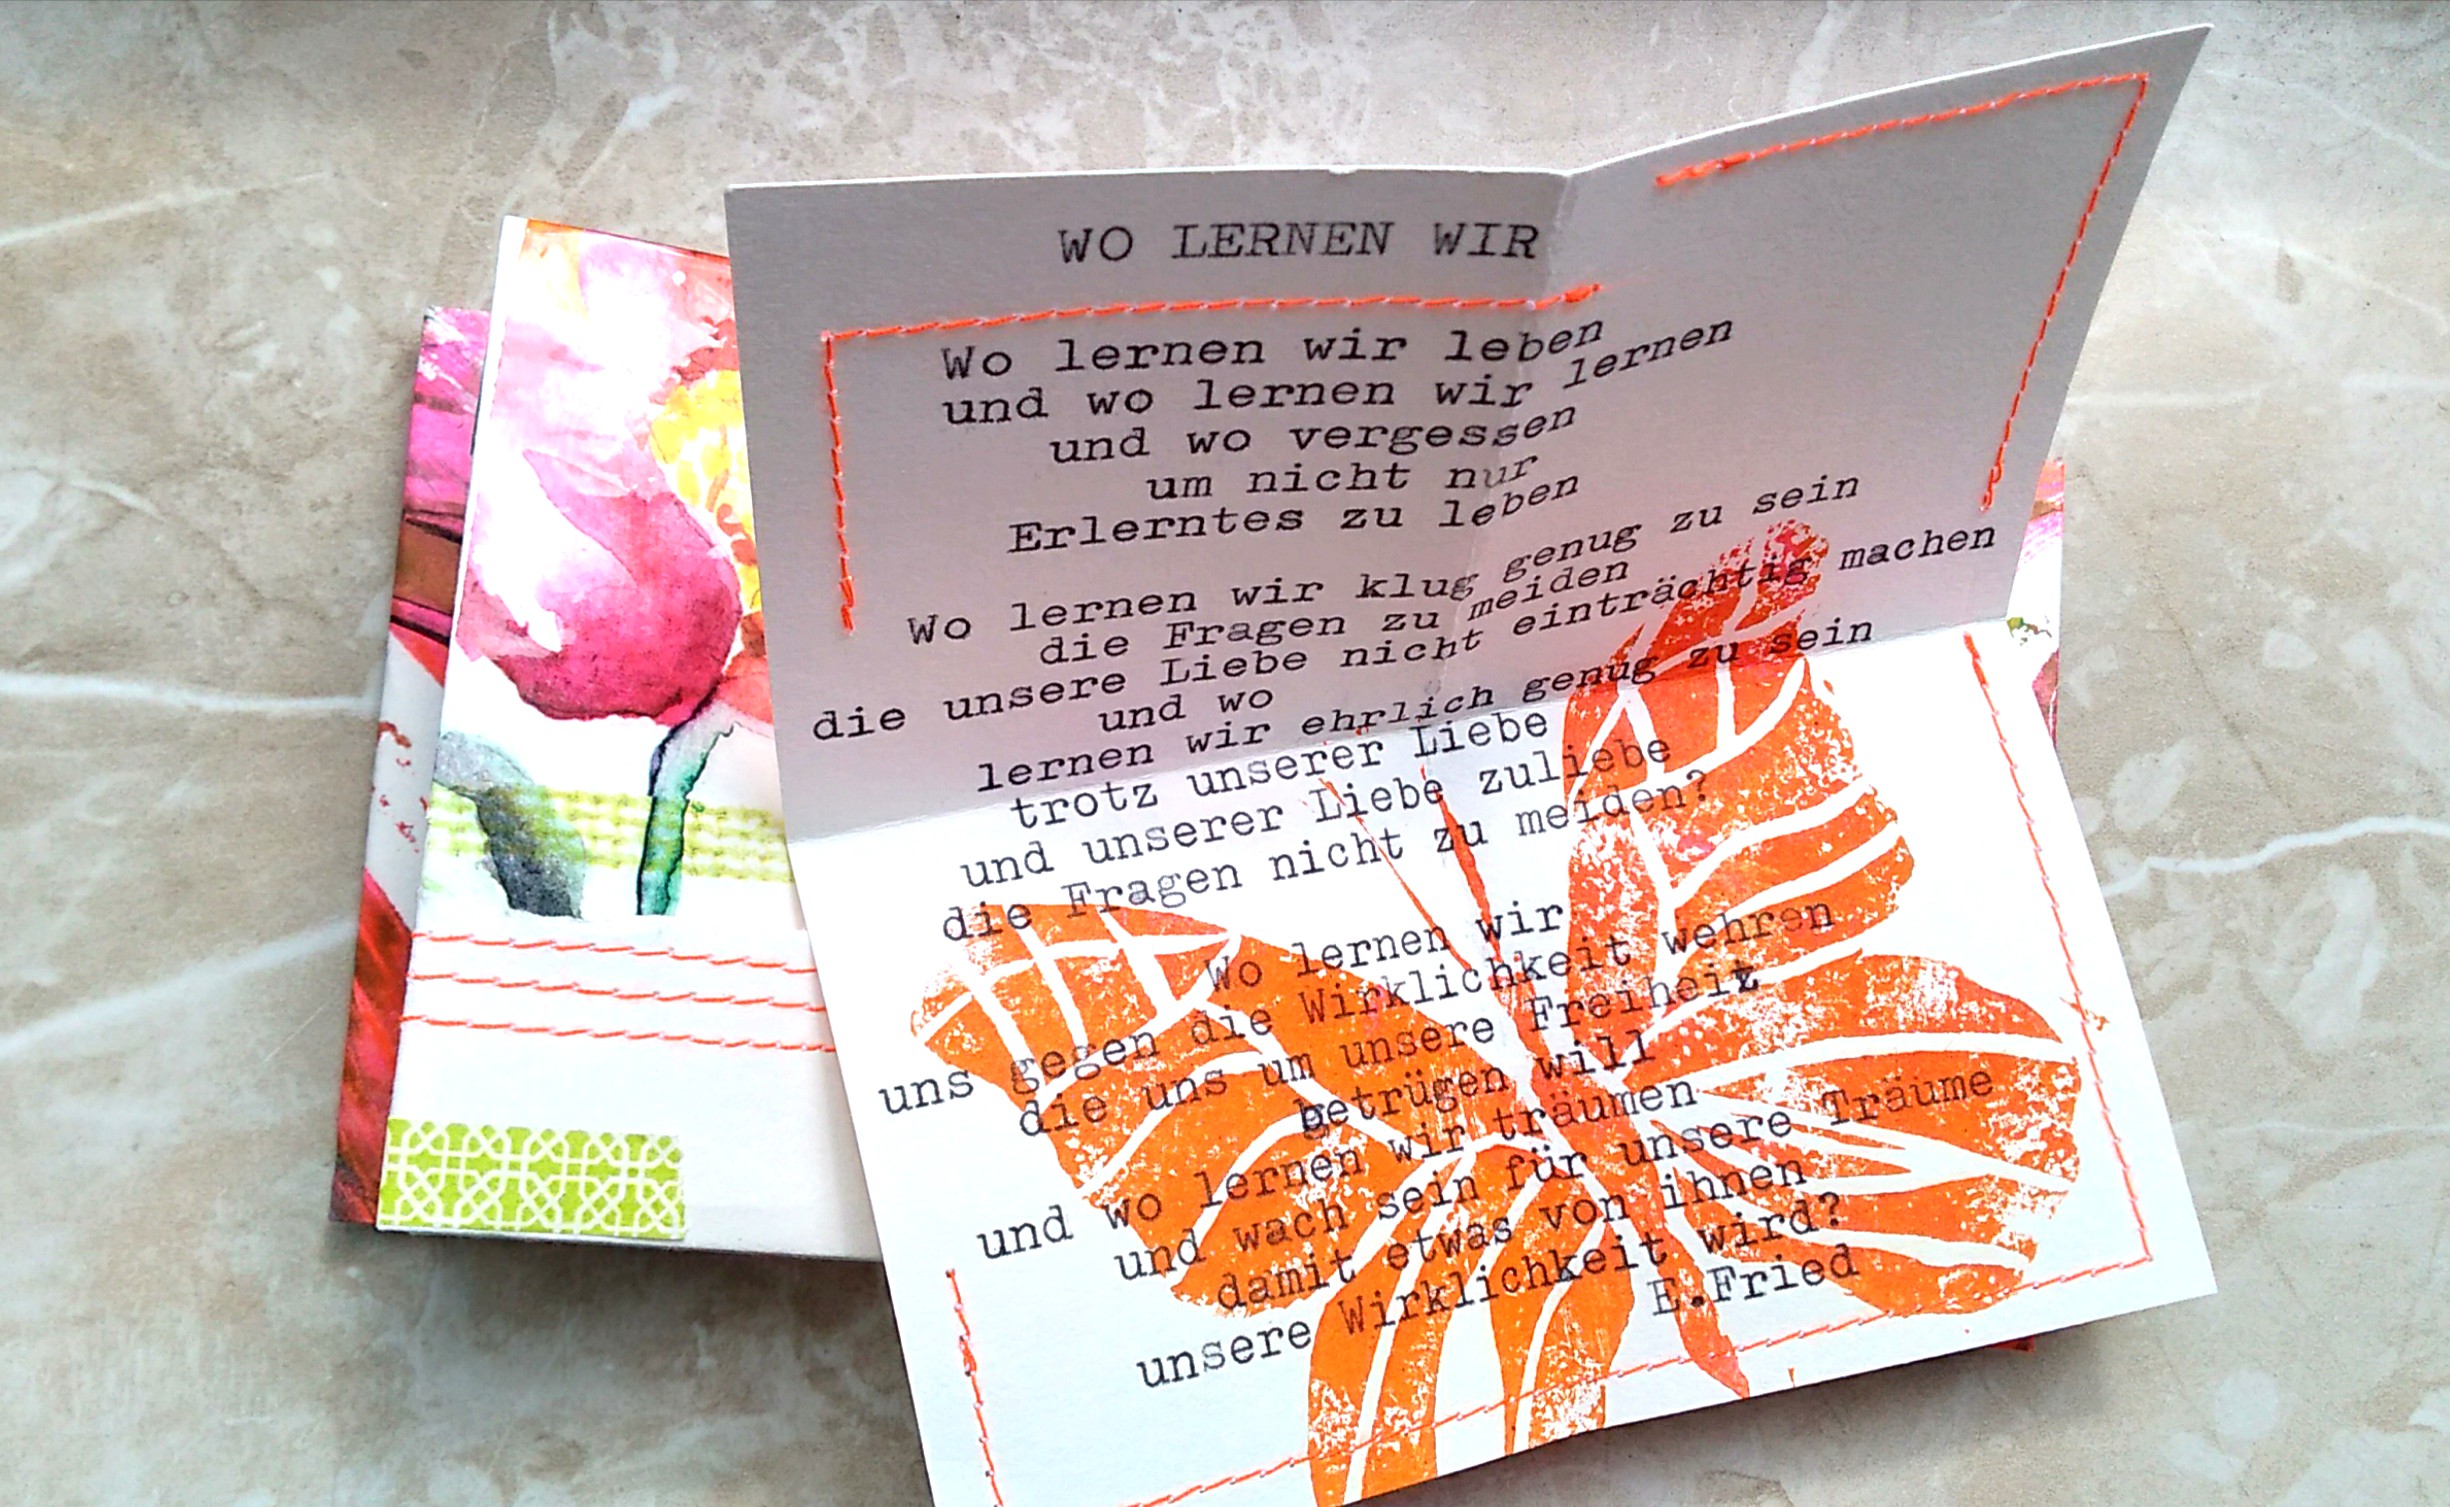 WO LERNEN WIR
Wo lernen wir leben
und wo lernen wir lernen
und wo vergessen
um nicht nur
Erlerntes zu leben
Wo lernen wir klug genug zu sein
die Fragen zu meiden
die unsere Liebe nicht einträchtig machen
und wo
lernen wir ehrlich genug zu sein
trotz unserer Liebe
und unserer Liebe zuliebe
die Fragen nicht zu meiden?
Wo lernen wir
uns gegen die Wirklichkeit wehren
die uns um unsere Freiheit
betrügen will
und wo lernen wir träumen
und wach sein für unsere Träume
damit etwas von ihnen
unsere Wirklichkeit wird?
E.Fried